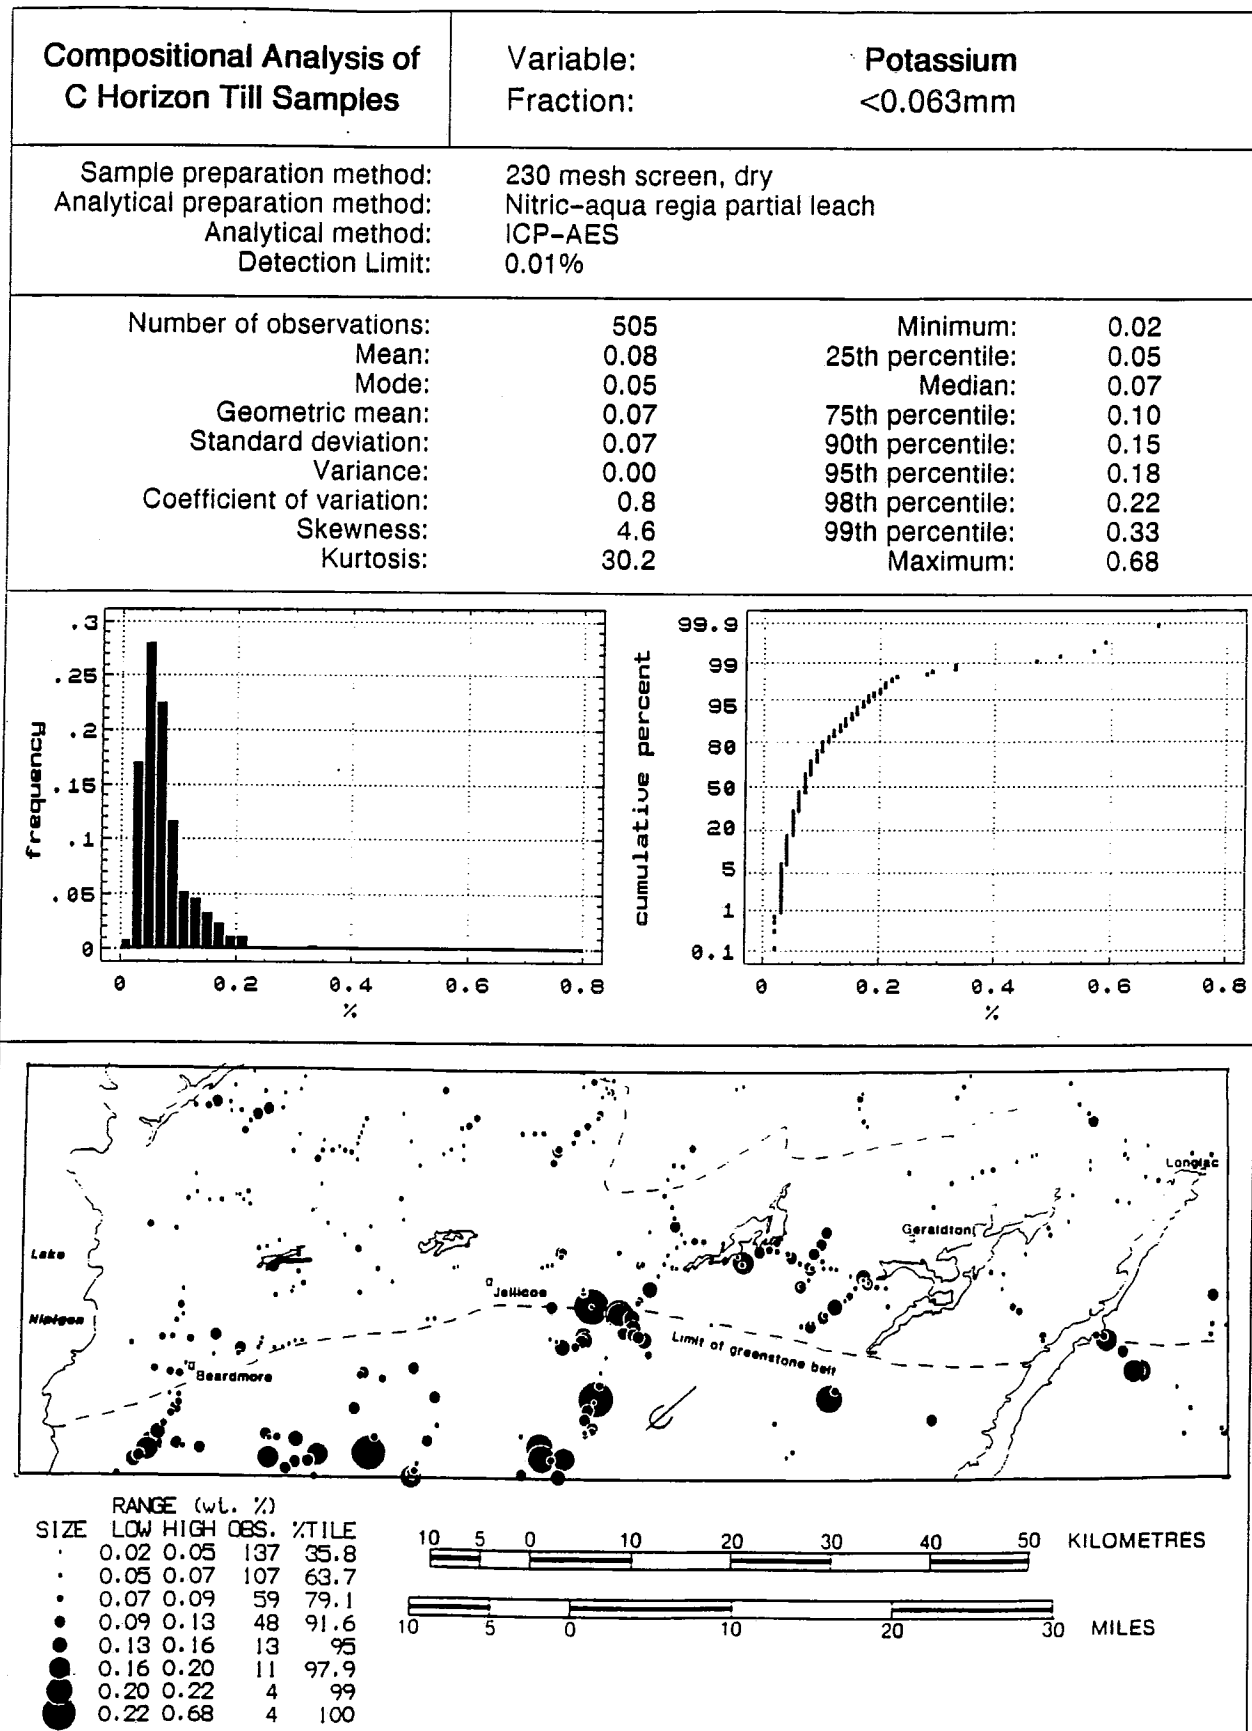 Compositional Analysis of
C Horizon Till Samples
Variable: Potassium
Fraction: <0.063mm
Sample preparation method: 230 mesh screen, dry
Analytical preparation method: Nitric-aqua regia partial leach
Analytical method: ICP-AES
Detection Limit: 0.01%
Number of observations: 505 Minimum: 0.02
Mean: 0.08 25th percentile: 0.05
Mode: 0.05 Median: 0.07
Geometric mean: 0.07 75th percentile: 0.10
Standard deviation: 0.07 90th percentile: 0.15
Variance: 0.00 95th percentile: 0.18
Coefficient of variation: 0.8 98th percentile: 0.22
Skewness: 4.6 99th percentile: 0.33
Kurtosis: 30.2 Maximum: 0.68
frequency
.3
.25
.2
.15
.1
.05
0
0 0.2 0.4 0.6 0.8
%
cumulative percent
99.9
99
95
80
50
20
5
1
0.1
0 0.2 0.4 0.6 0.8
%
Longlac
Geraldton
Lake
Nipigon
Jellicoe
Limit of greenstone belt
Beardmore
RANGE (wt. %)
SIZE LOW HIGH OBS. %TILE
0.02 0.05 137 35.8
0.05 0.07 107 63.7
0.07 0.09 59 79.1
0.09 0.13 48 91.6
0.13 0.16 13 95
0.16 0.20 11 97.9
0.20 0.22 4 99
0.22 0.68 4 100
10 5 0 10 20 30 40 50 KILOMETRES
10 5 0 10 20 30 MILES